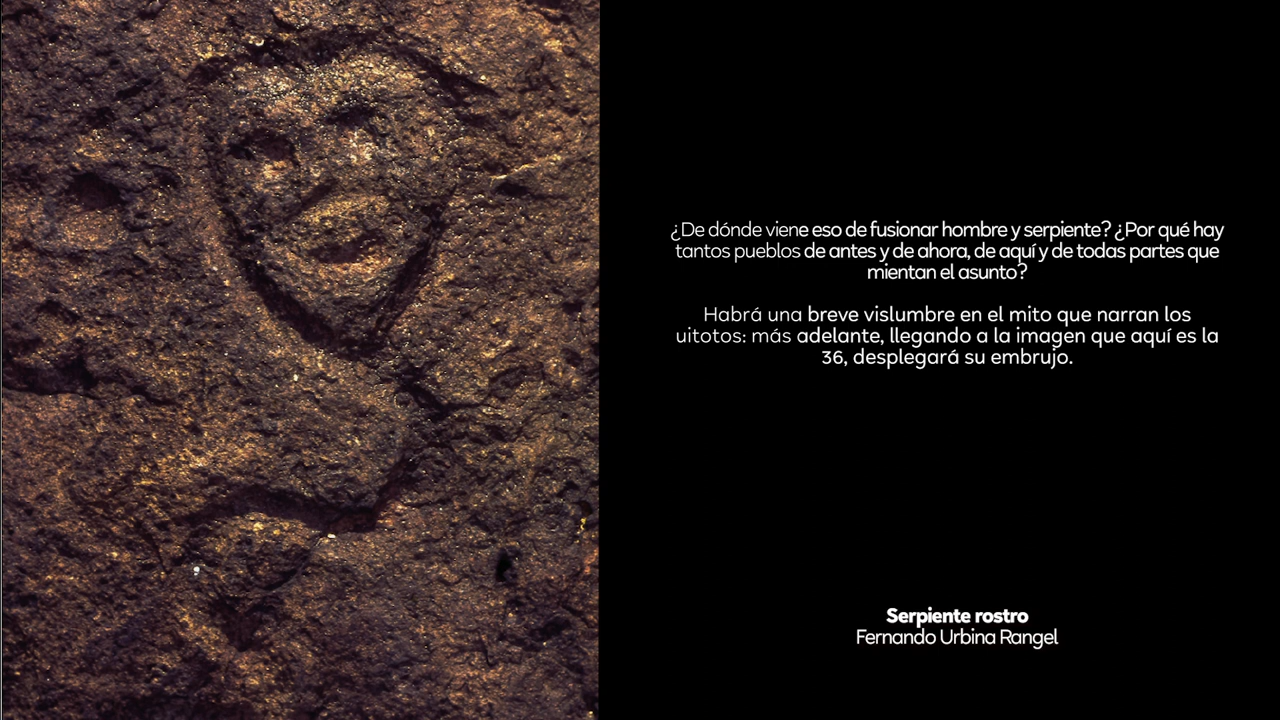 ¿De dónde viene eso de fusionar hombre y serpiente? ¿Por qué hay
tantos pueblos de antes y de ahora, de aquí y de todas partes que
mientan el asunto?
Habrá una breve vislumbre en el mito que narran los
uitotos: más adelante, llegando a la imagen que aquí es la
36, desplegará su embrujo.
Serpiente rostro
Fernando Urbina Rangel